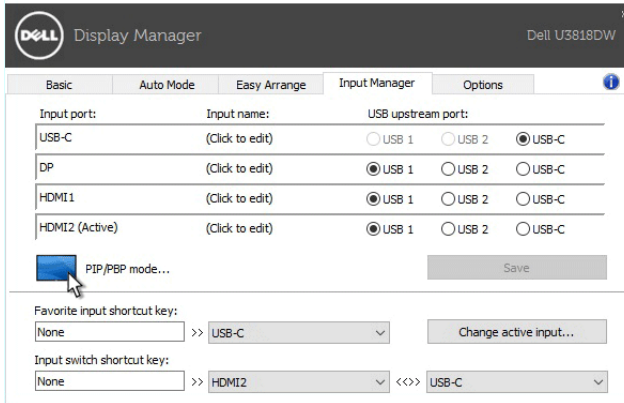 DELL Display Manager Dell U3818DW
Basic Auto Mode Easy Arrange Input Manager Options
Input port: Input name: USB upstream port:
USB-C (Click to edit) USB 1 USB 2 USB-C
DP (Click to edit) USB 1 USB 2 USB-C
HDMI1 (Click to edit) USB 1 USB 2 USB-C
HDMI2 (Active) (Click to edit) USB 1 USB 2 USB-C
PIP/PBP mode... Save
Favorite input shortcut key:
None >> USB-C Change active input...
Input switch shortcut key:
None >> HDMI2 <<>> USB-C